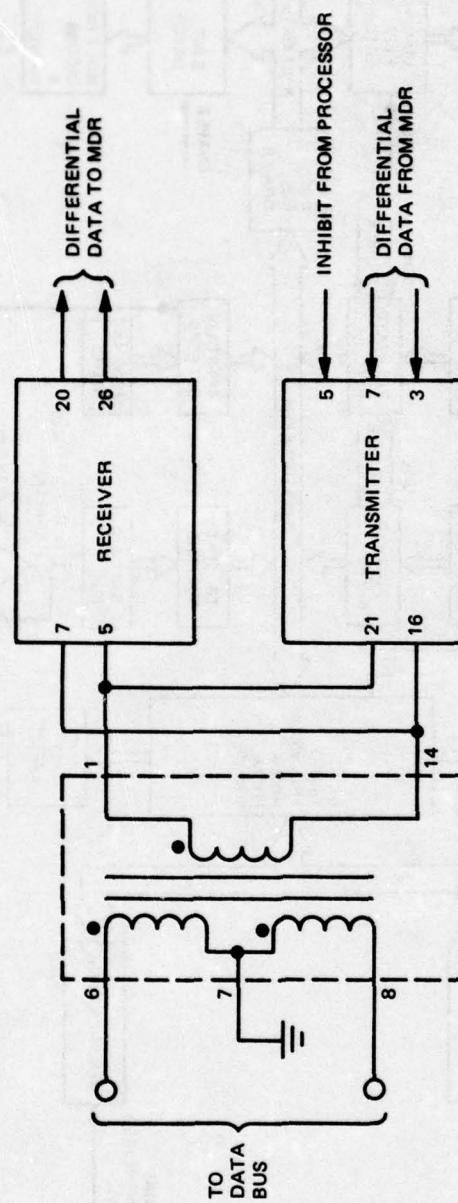 DIFFERENTIAL
DATA TO MDR
INHIBIT FROM PROCESSOR
DIFFERENTIAL
DATA FROM MDR
20
26
RECEIVER
7
5
5
7
3
TRANSMITTER
21
16
1
14
6
7
8
TO
DATA
BUS